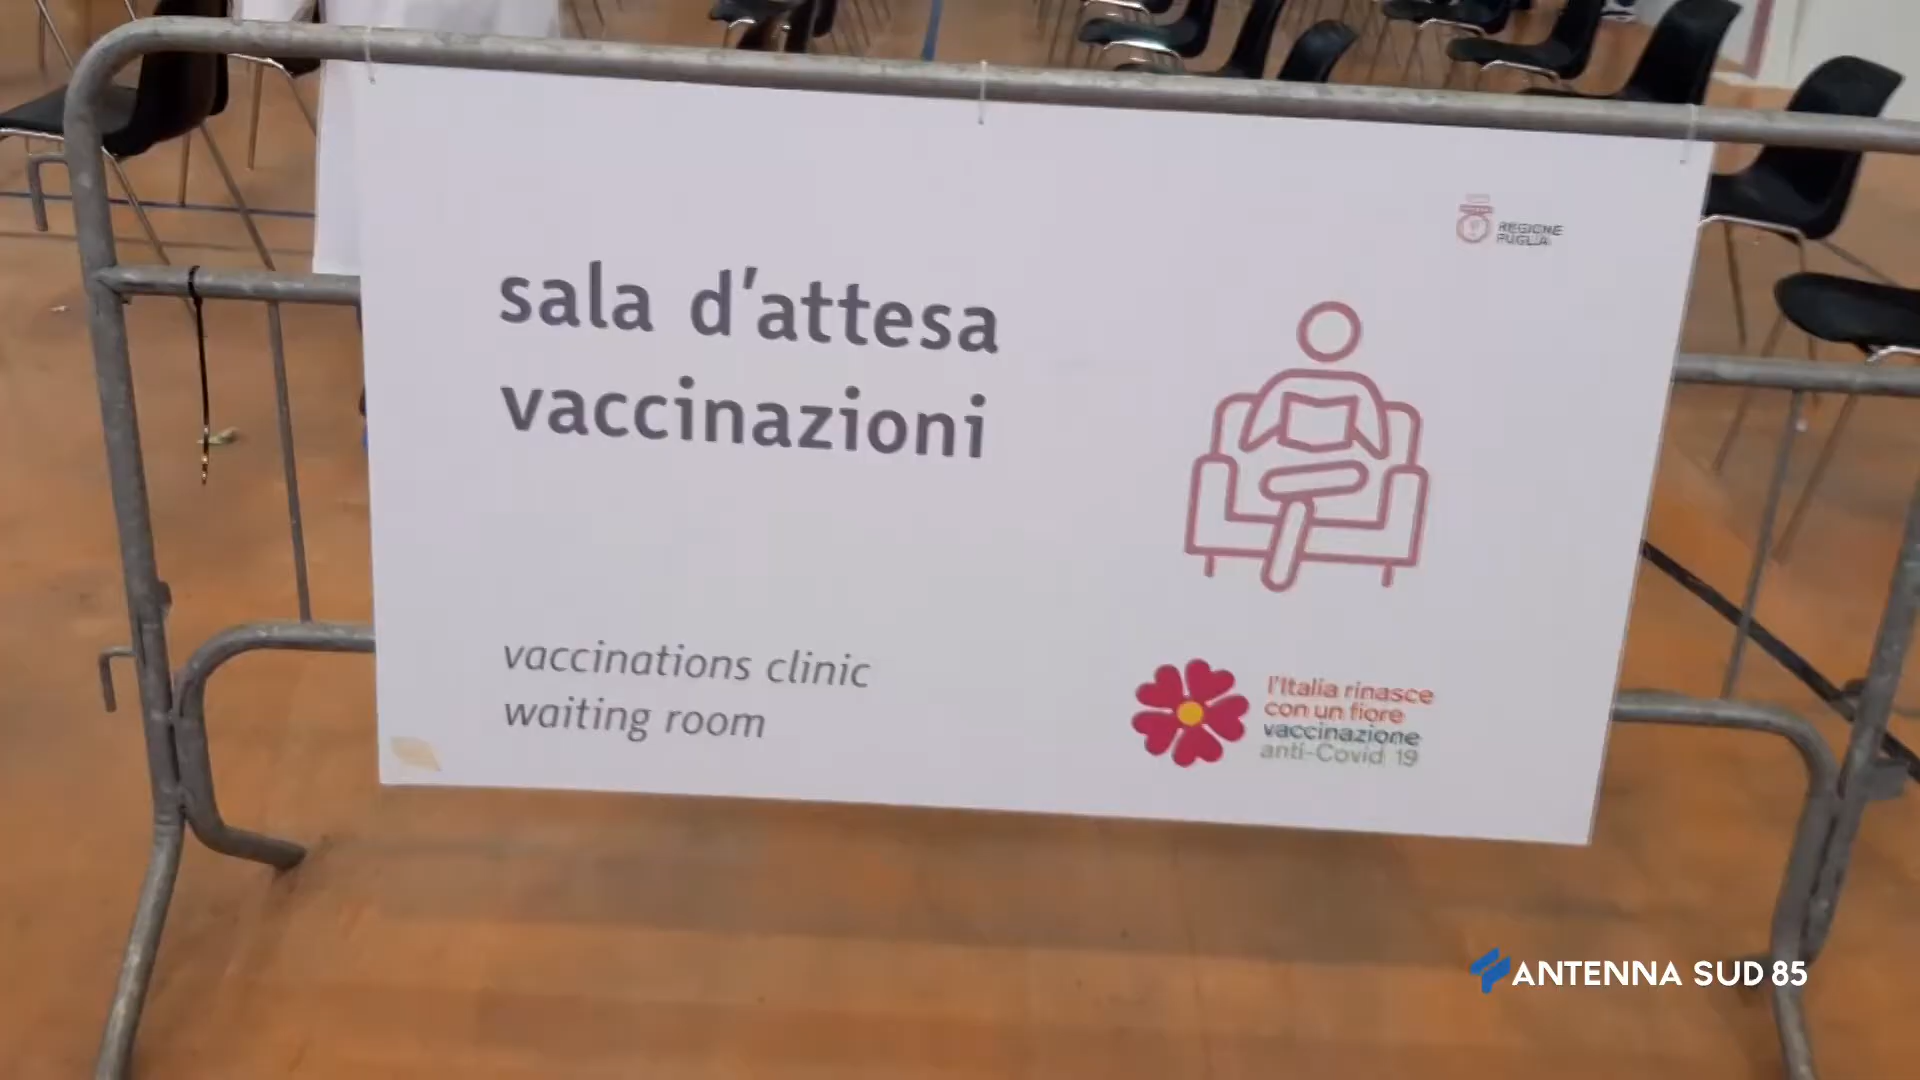 REGIONE
PUGLIA
sala d'attesa
vaccinazioni
vaccinations clinic
waiting room
l'Italia rinasce
con un fiore
vaccinazione
anti-Covid 19
ANTENNA SUD 85